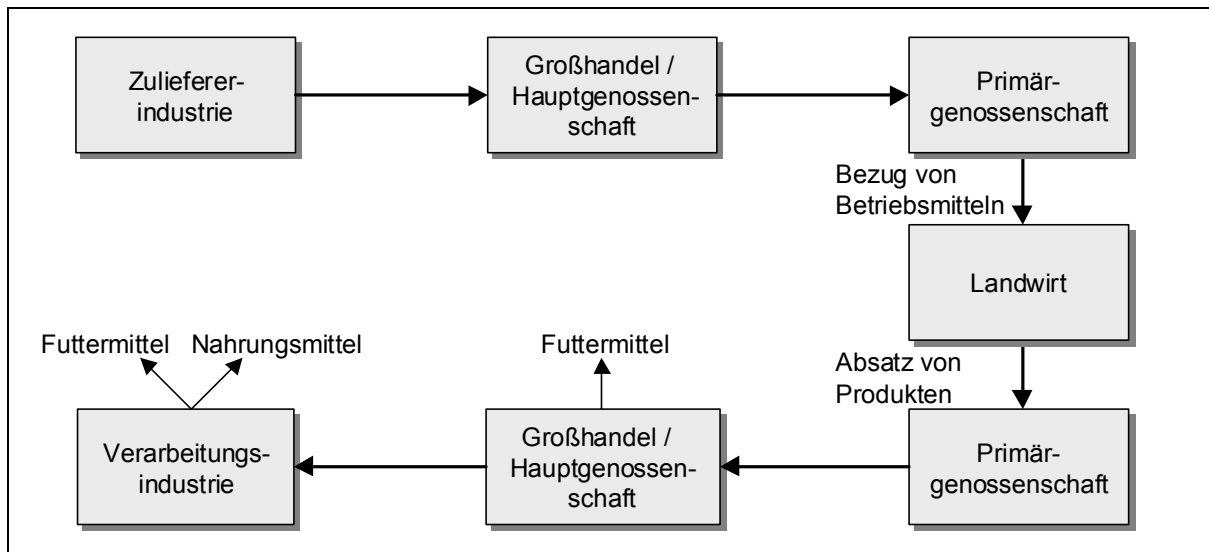 Zulieferer-
industrie
Großhandel /
Hauptgenossen-
schaft
Primär-
genossenschaft
Bezug von
Betriebsmitteln
Landwirt
Absatz von
Produkten
Futtermittel
Nahrungsmittel
Futtermittel
Verarbeitungs-
industrie
Großhandel /
Hauptgenossen-
schaft
Primär-
genossenschaft